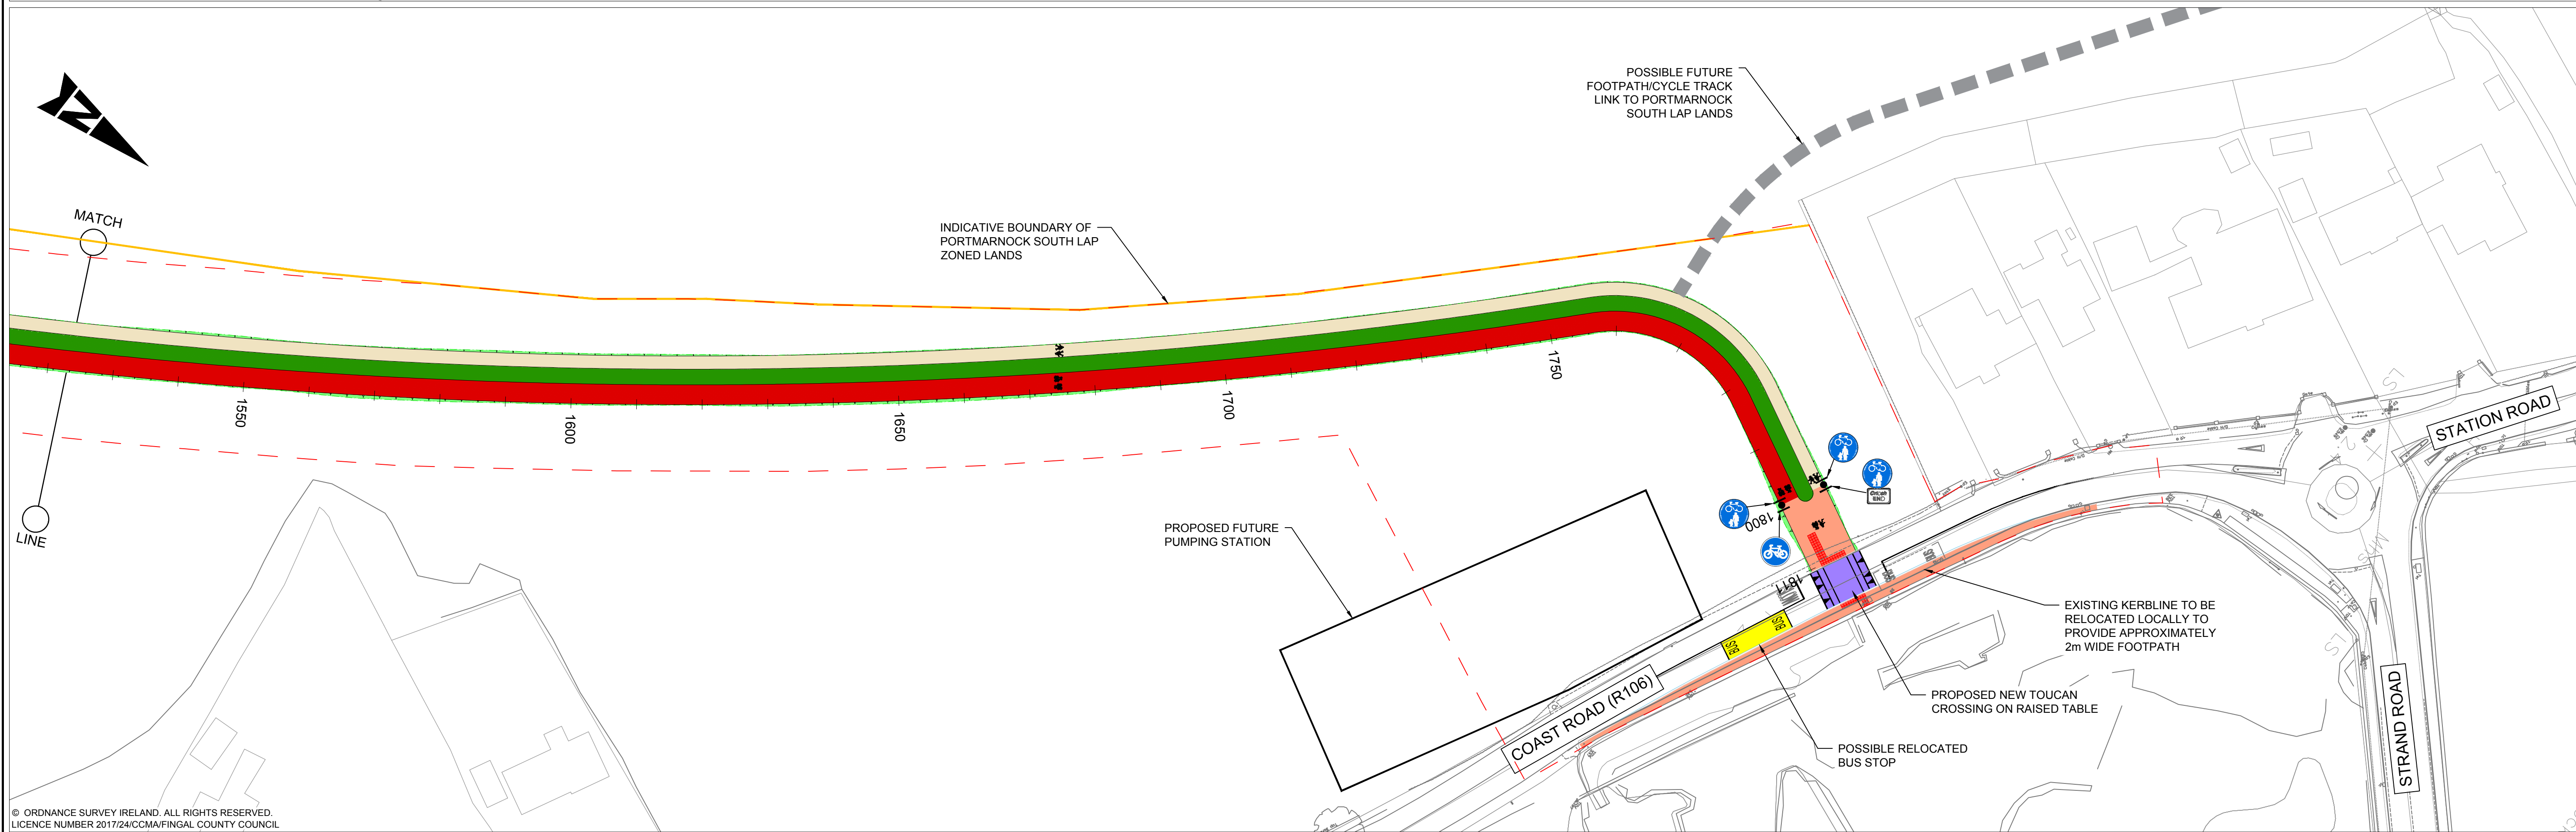 POSSIBLE FUTURE
FOOTPATH/CYCLE TRACK
LINK TO PORTMARNOCK
SOUTH LAP LANDS
N
MATCH
INDICATIVE BOUNDARY OF
PORTMARNOCK SOUTH LAP
ZONED LANDS
1550
1600
1650
1700
1750
STATION ROAD
LINE
PROPOSED FUTURE
PUMPING STATION
1800
1811
BUS
BUS
EXISTING KERBLINE TO BE
RELOCATED LOCALLY TO
PROVIDE APPROXIMATELY
2m WIDE FOOTPATH
COAST ROAD (R106)
PROPOSED NEW TOUCAN
CROSSING ON RAISED TABLE
STRAND ROAD
POSSIBLE RELOCATED
BUS STOP
© ORDNANCE SURVEY IRELAND. ALL RIGHTS RESERVED.
LICENCE NUMBER 2017/24/CCMA/FINGAL COUNTY COUNCIL